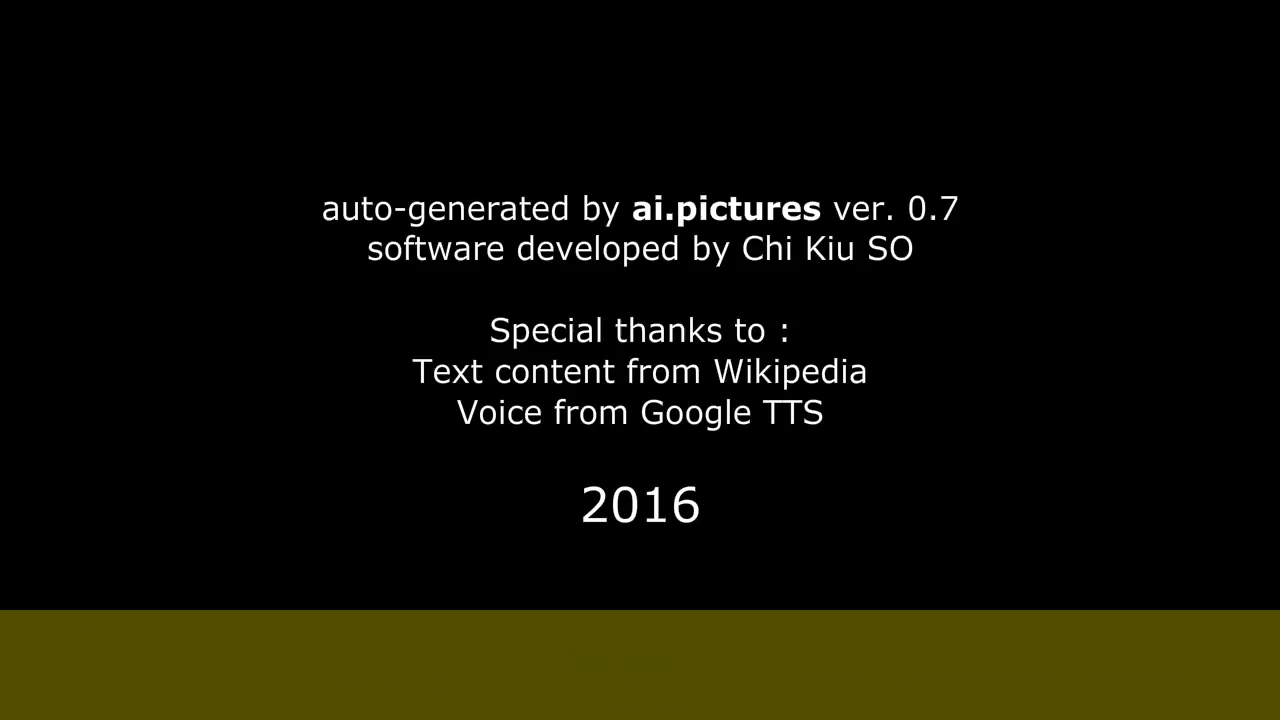 auto-generated by ai.pictures ver. 0.7
software developed by Chi Kiu SO
Special thanks to :
Text content from Wikipedia
Voice from Google TTS
2016